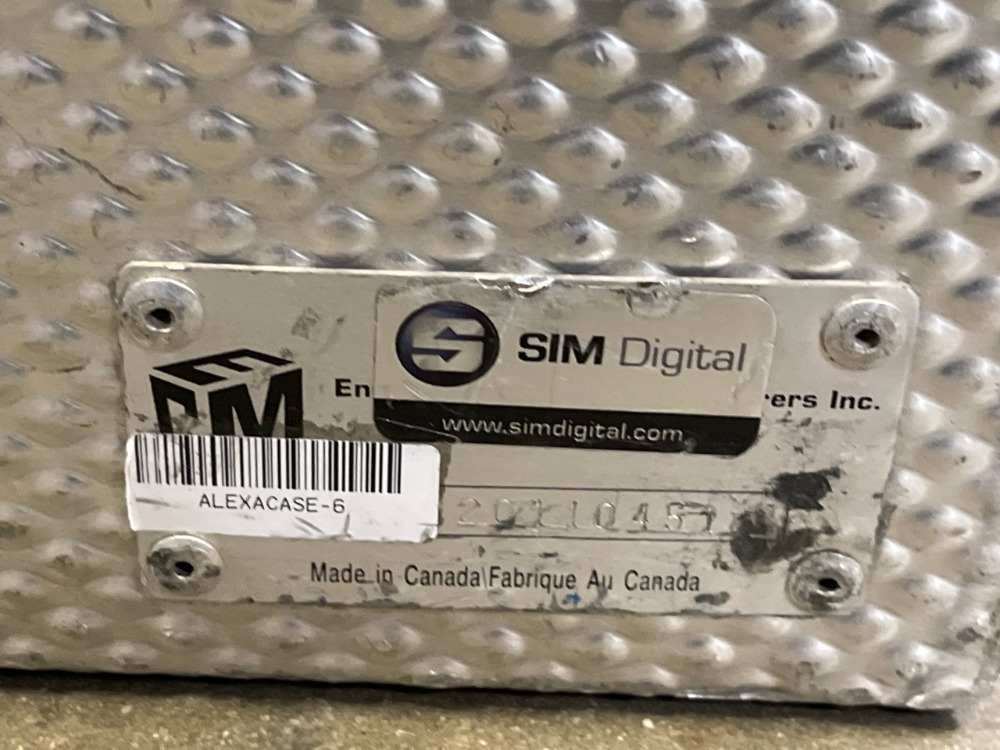 SIM Digital
En
ers Inc.
www.simdigital.com
ALEXACASE-6
Made in Canada\Fabrique Au Canada